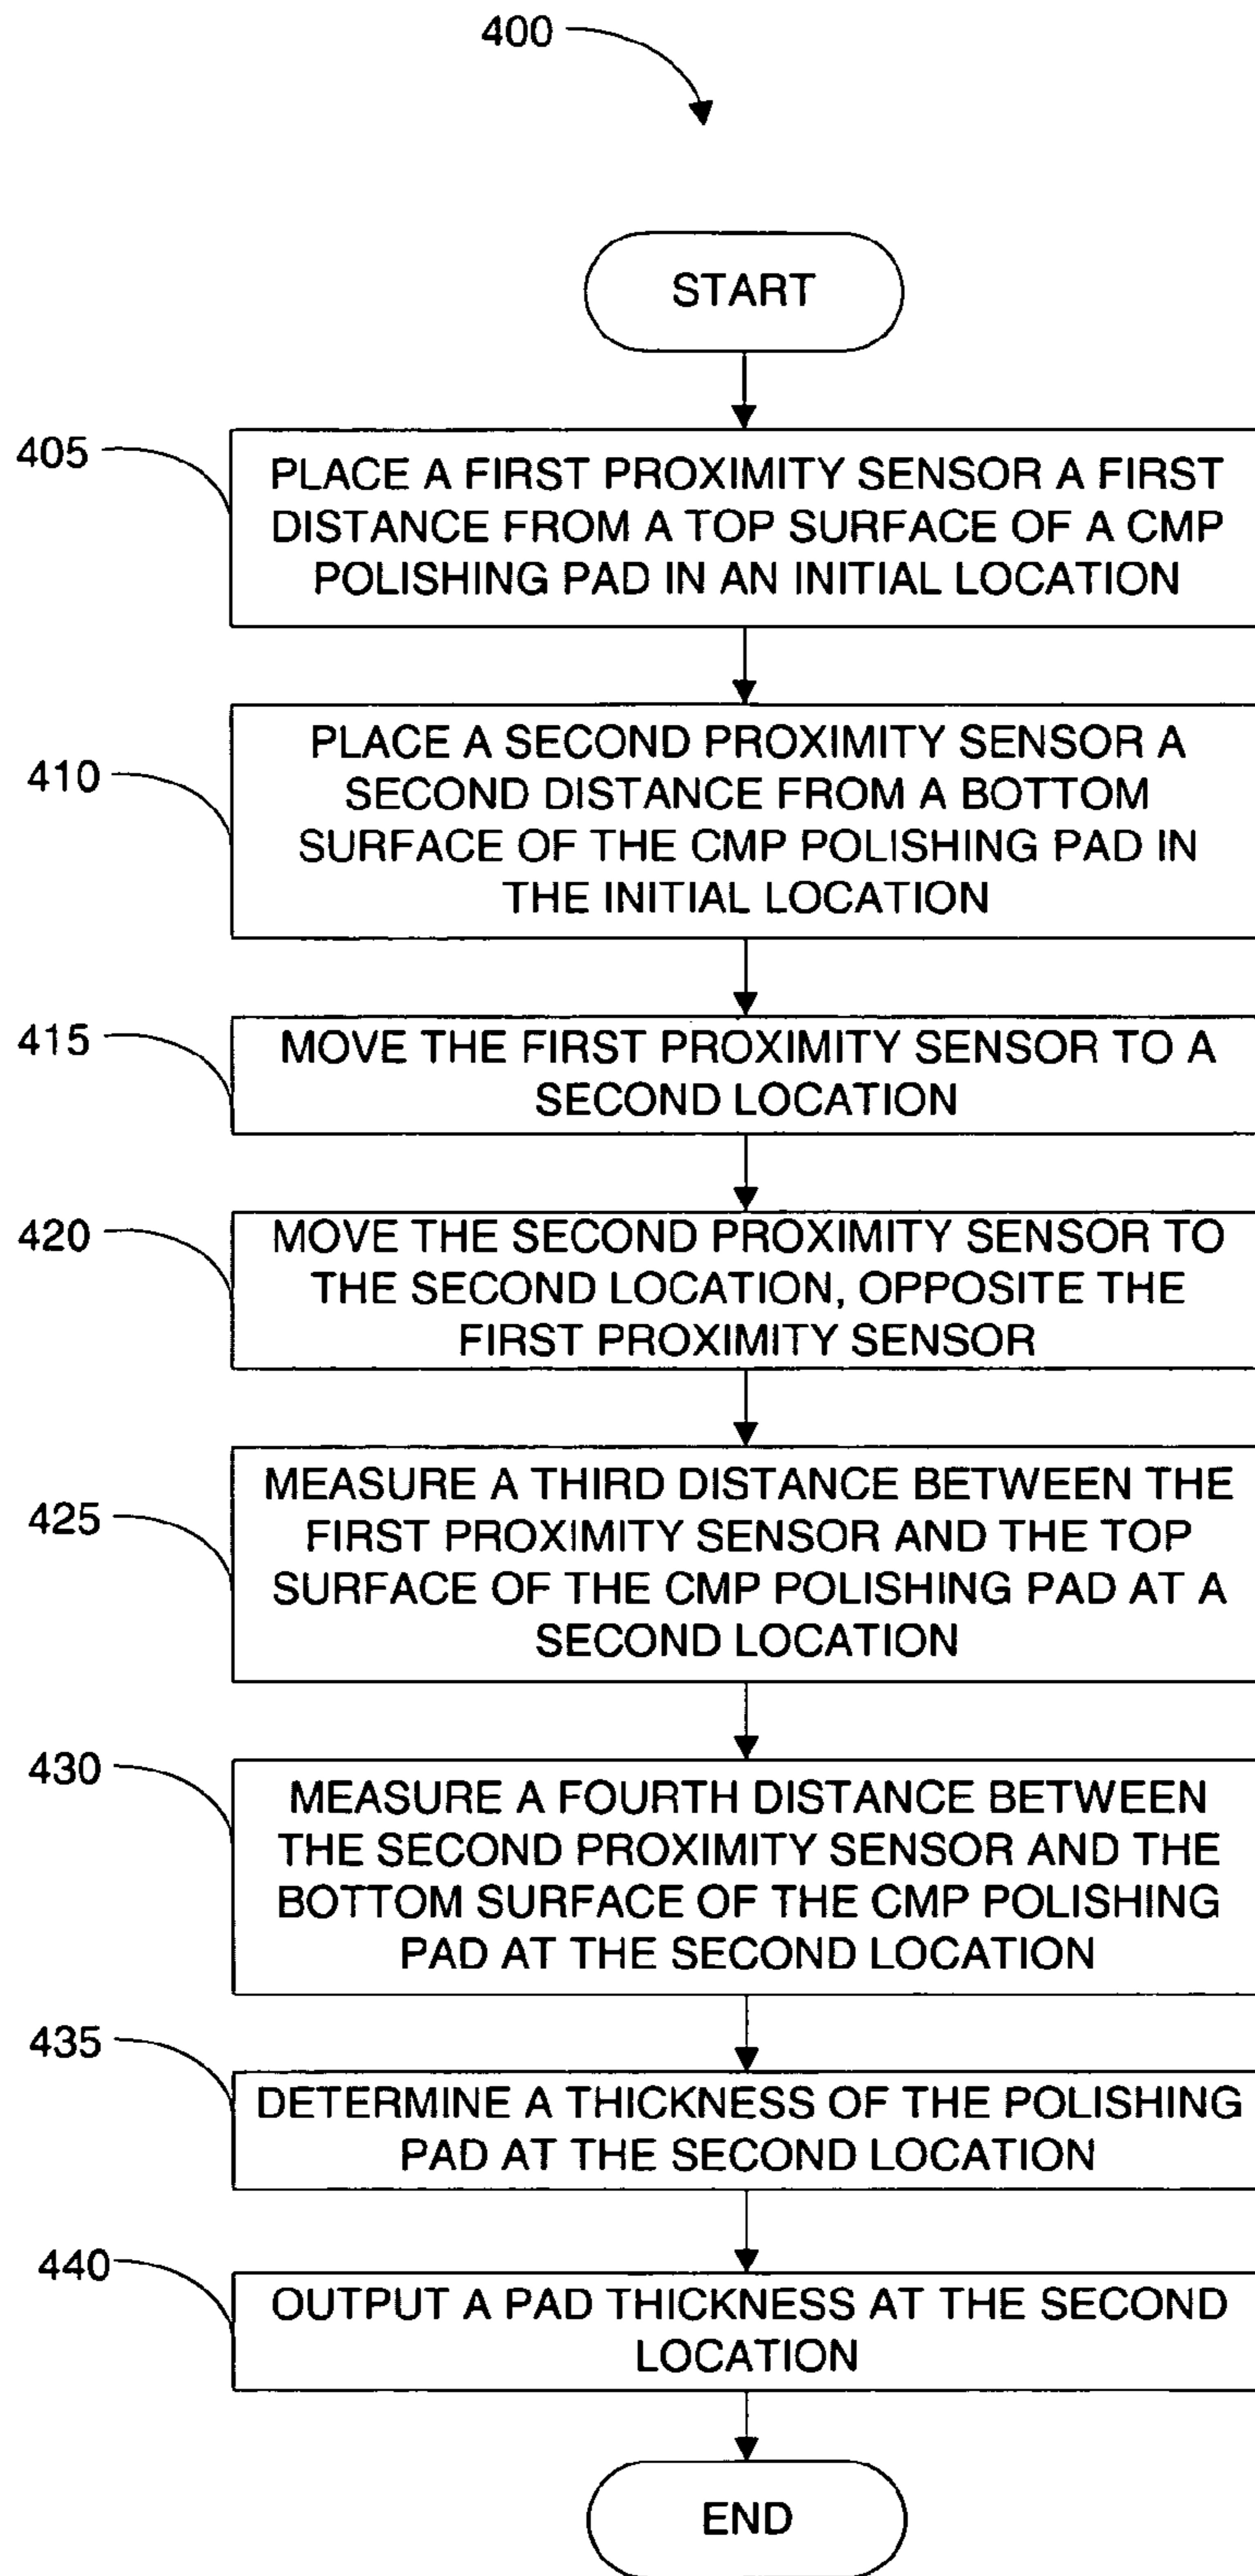 400
START
405
PLACE A FIRST PROXIMITY SENSOR A FIRST
DISTANCE FROM A TOP SURFACE OF A CMP
POLISHING PAD IN AN INITIAL LOCATION
410
PLACE A SECOND PROXIMITY SENSOR A
SECOND DISTANCE FROM A BOTTOM
SURFACE OF THE CMP POLISHING PAD IN
THE INITIAL LOCATION
415
MOVE THE FIRST PROXIMITY SENSOR TO A
SECOND LOCATION
420
MOVE THE SECOND PROXIMITY SENSOR TO
THE SECOND LOCATION, OPPOSITE THE
FIRST PROXIMITY SENSOR
425
MEASURE A THIRD DISTANCE BETWEEN THE
FIRST PROXIMITY SENSOR AND THE TOP
SURFACE OF THE CMP POLISHING PAD AT A
SECOND LOCATION
430
MEASURE A FOURTH DISTANCE BETWEEN
THE SECOND PROXIMITY SENSOR AND THE
BOTTOM SURFACE OF THE CMP POLISHING
PAD AT THE SECOND LOCATION
435
DETERMINE A THICKNESS OF THE POLISHING
PAD AT THE SECOND LOCATION
440
OUTPUT A PAD THICKNESS AT THE SECOND
LOCATION
END